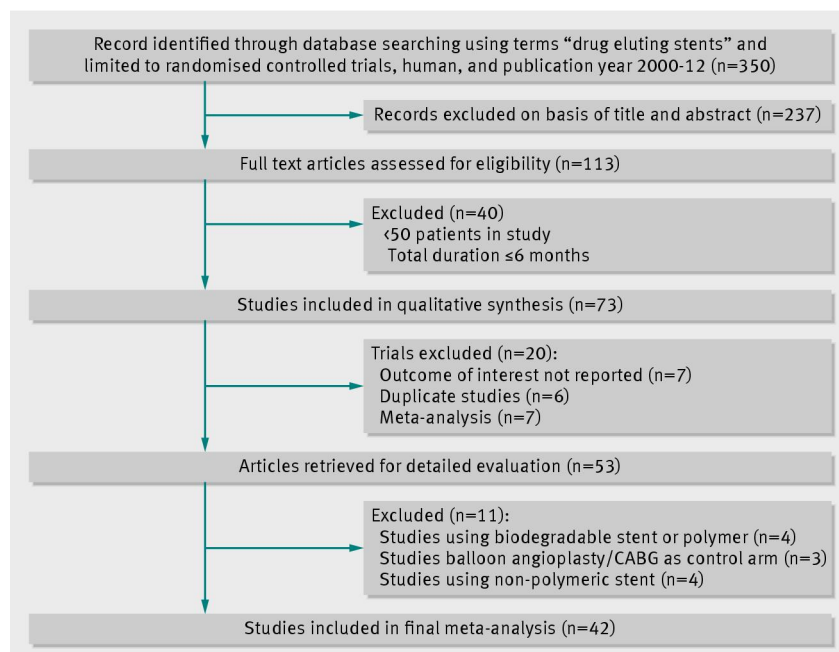 Record identified through database searching using terms “drug eluting stents” and
limited to randomised controlled trials, human, and publication year 2000-12 (n=350)
Records excluded on basis of title and abstract (n=237)
Full text articles assessed for eligibility (n=113)
Excluded (n=40)
<50 patients in study
Total duration ≤6 months
Studies included in qualitative synthesis (n=73)
Trials excluded (n=20):
Outcome of interest not reported (n=7)
Duplicate studies (n=6)
Meta-analysis (n=7)
Articles retrieved for detailed evaluation (n=53)
Excluded (n=11):
Studies using biodegradable stent or polymer (n=4)
Studies balloon angioplasty/CABG as control arm (n=3)
Studies using non-polymeric stent (n=4)
Studies included in final meta-analysis (n=42)